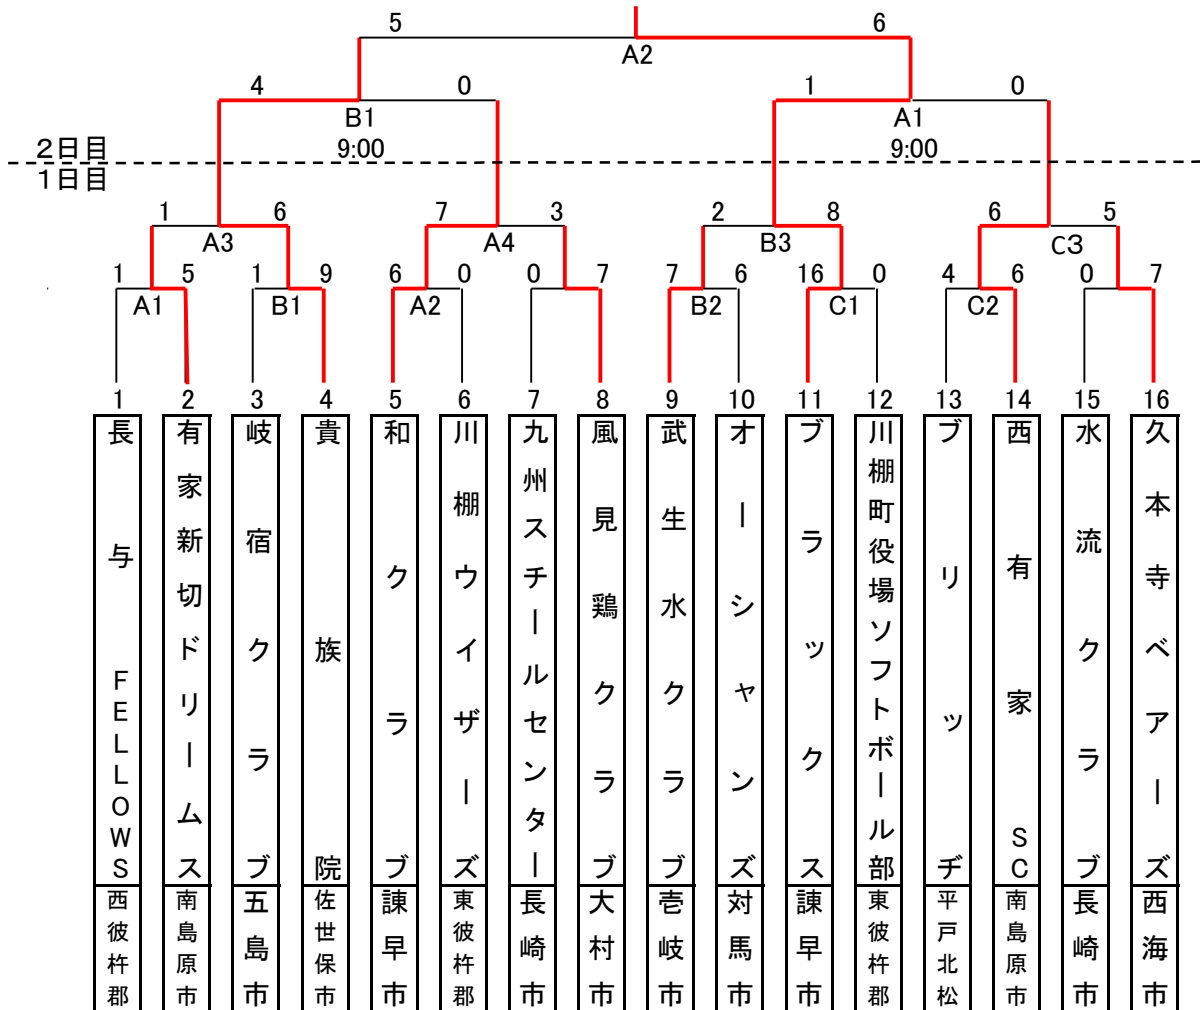 5 6
A2
4 0 1 0
B1 A1
2日目 9:00 9:00
1日目
1 6 7 3 2 8 6 5
A3 A4 B3 C3
1 5 1 9 6 0 0 7 7 6 16 0 4 6 0 7
A1 B1 A2 B2 C1 C2
1 2 3 4 5 6 7 8 9 10 11 12 13 14 15 16
長与FELLOWS
西彼杵郡
有家新切ドリームス
南島原市
岐宿クラブ
五島市
貴族院
佐世保市
和クラブ
諫早市
川棚ウイザーズ
東彼杵郡
九州スチールセンター
長崎市
風見鶏クラブ
大村市
武生水クラブ
壱岐市
オーシャンズ
対馬市
ブラックス
諫早市
川棚町役場ソフトボール部
東彼杵郡
ブリッヂ
平戸北松
西有家SC
南島原市
水流クラブ
長崎市
久本寺ベアーズ
西海市